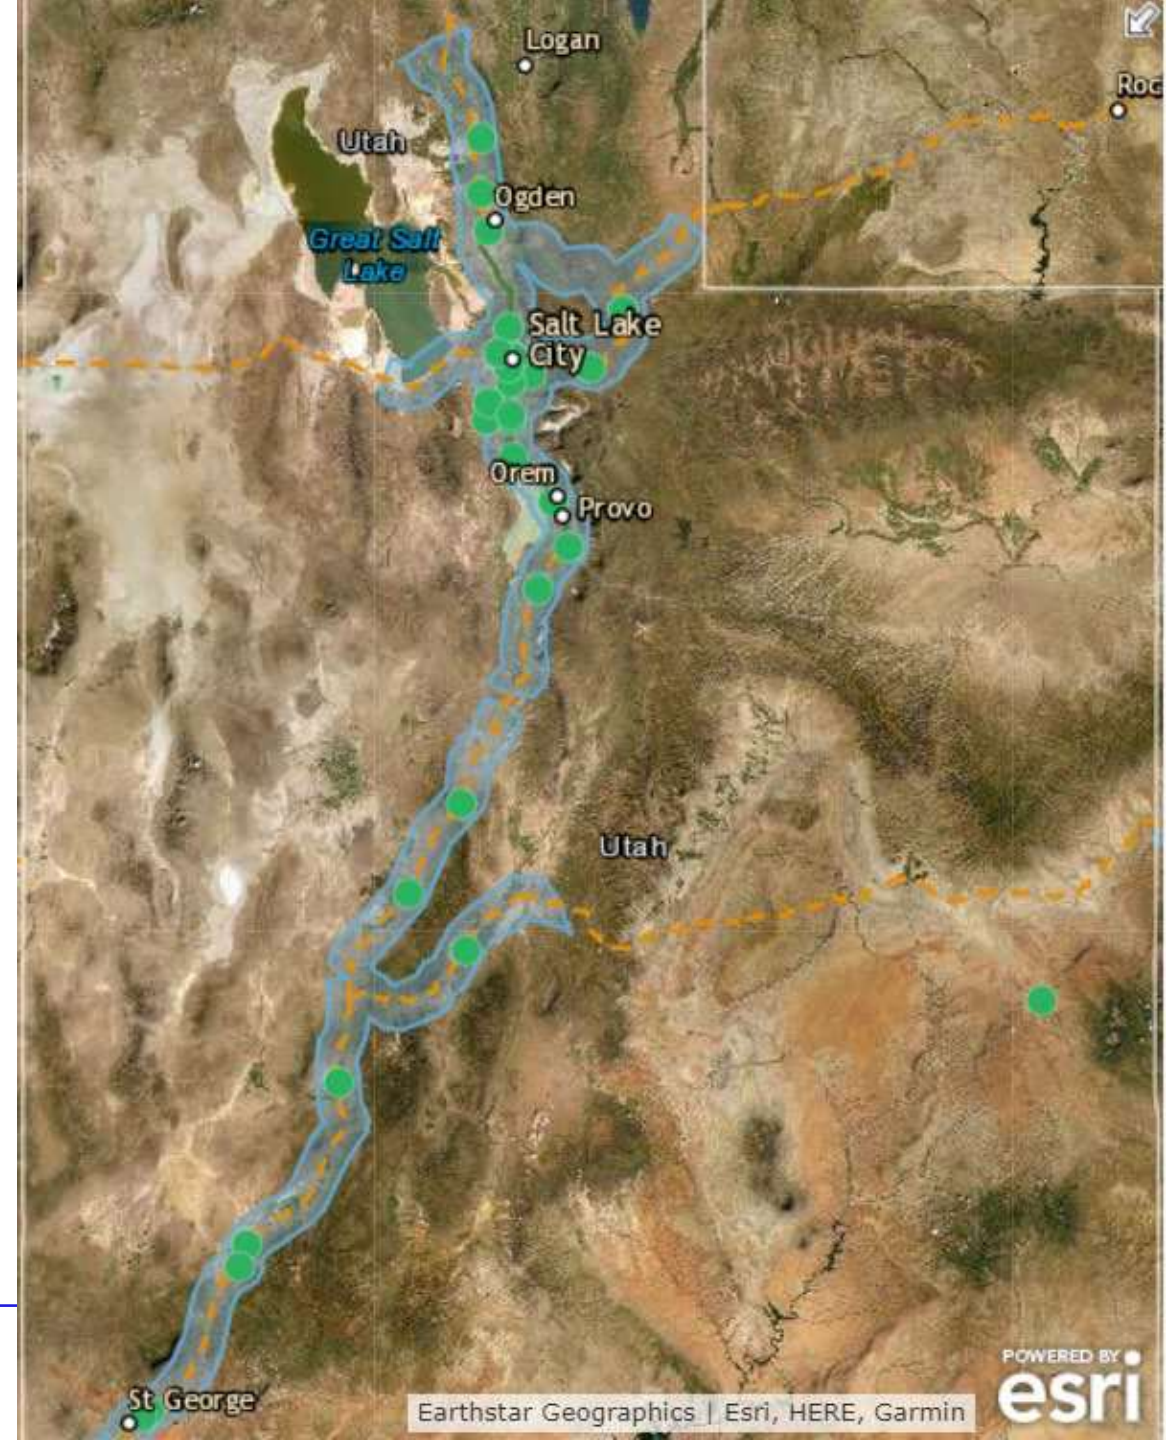 Logan
Roc
Utah
Ogden
Great Salt
Lake
Salt Lake
City
Orem
Provo
Utah
St George
POWERED BY
esri
Earthstar Geographics | Esri, HERE, Garmin